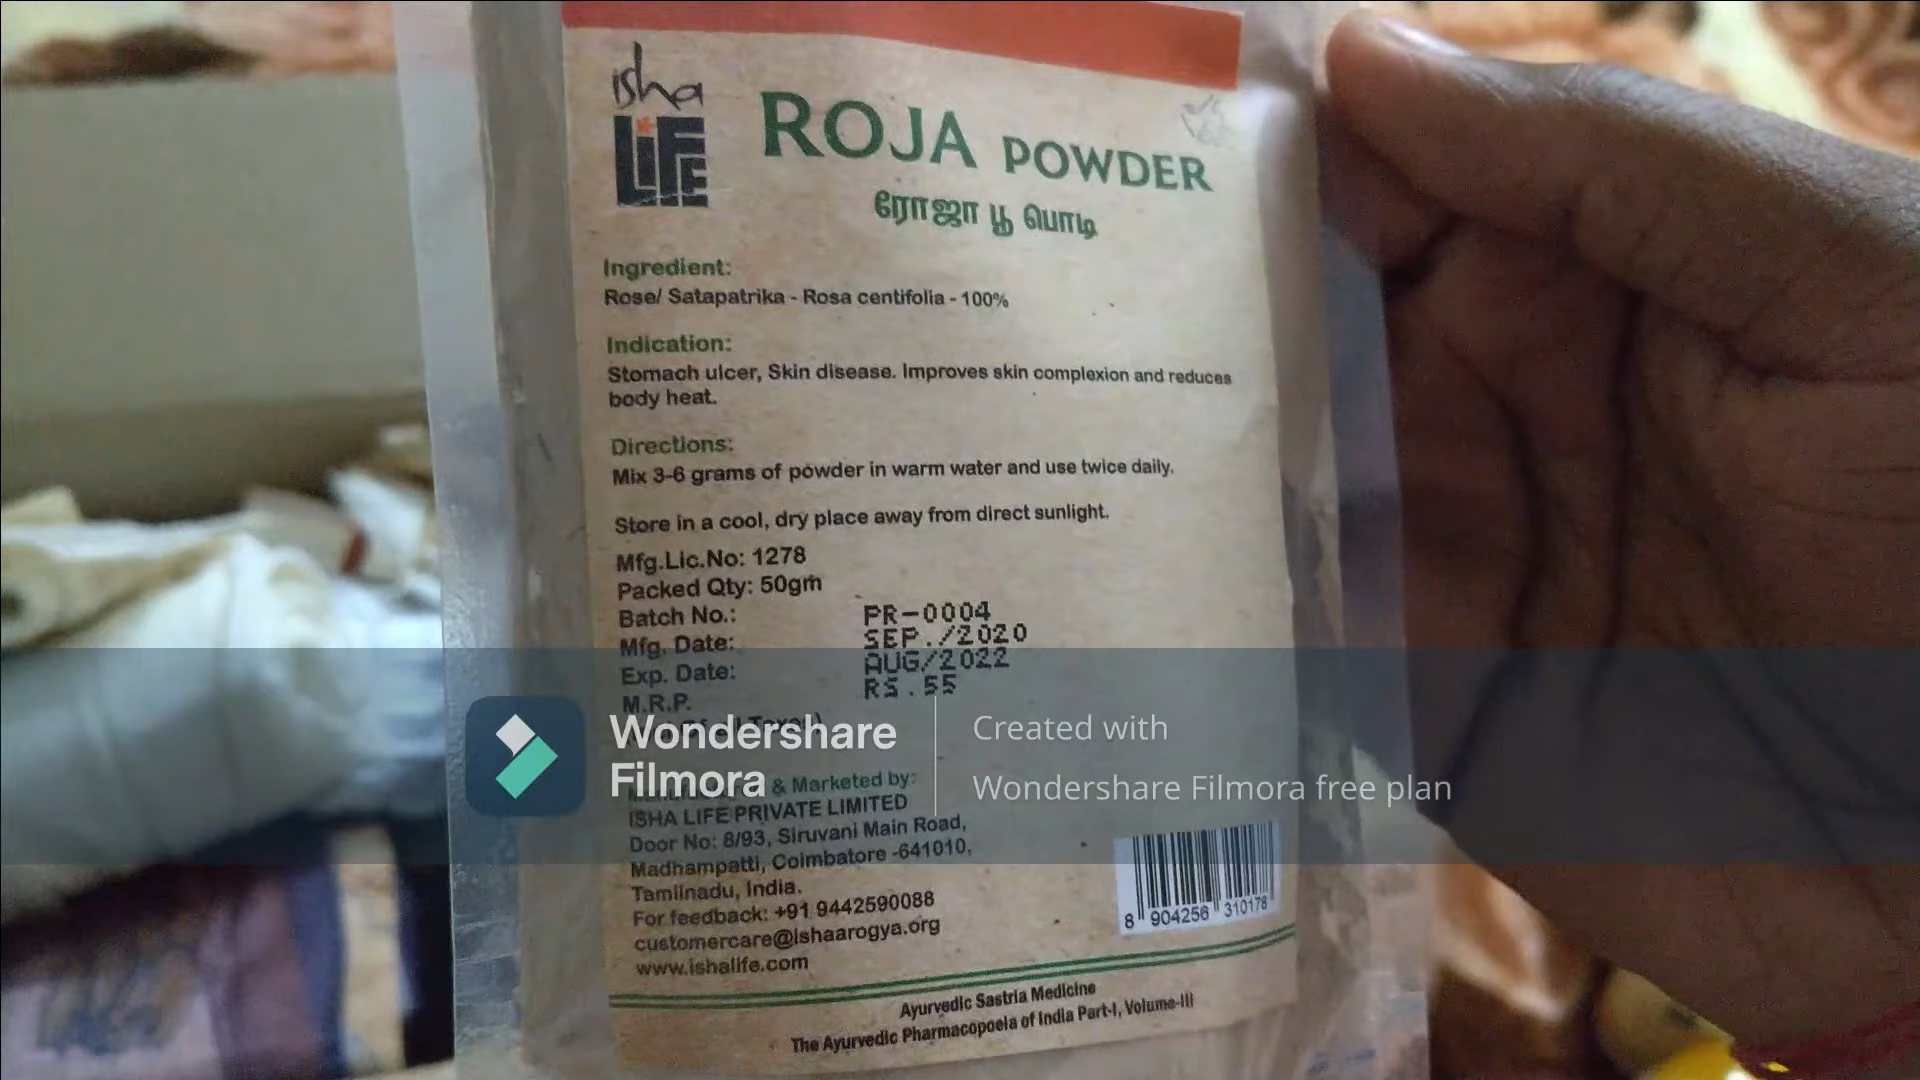 isha
LIFE
ROJA POWDER
ரோஜா பூ பொடி
Ingredient:
Rose/ Satapatrika - Rosa centifolia - 100%
Indication:
Stomach ulcer, Skin disease. Improves skin complexion and reduces
body heat.
Directions:
Mix 3-6 grams of powder in warm water and use twice daily.
Store in a cool, dry place away from direct sunlight.
Mfg.Lic.No: 1278
Packed Qty: 50gm
Batch No.: PR-0004
Mfg. Date: SEP./2020
Exp. Date: AUG/2022
M.R.P. RS.55
Wondershare
Filmora
Created with
Wondershare Filmora free plan
& Marketed by:
ISHA LIFE PRIVATE LIMITED
Door No: 8/93, Siruvani Main Road,
Madhampatti, Coimbatore -641010,
Tamilnadu, India.
For feedback: +91 9442590088
customercare@ishaarogya.org
www.ishalife.com
8 904256 310178
Ayurvedic Sastria Medicine
The Ayurvedic Pharmacopoeia of India Part-I, Volume-III